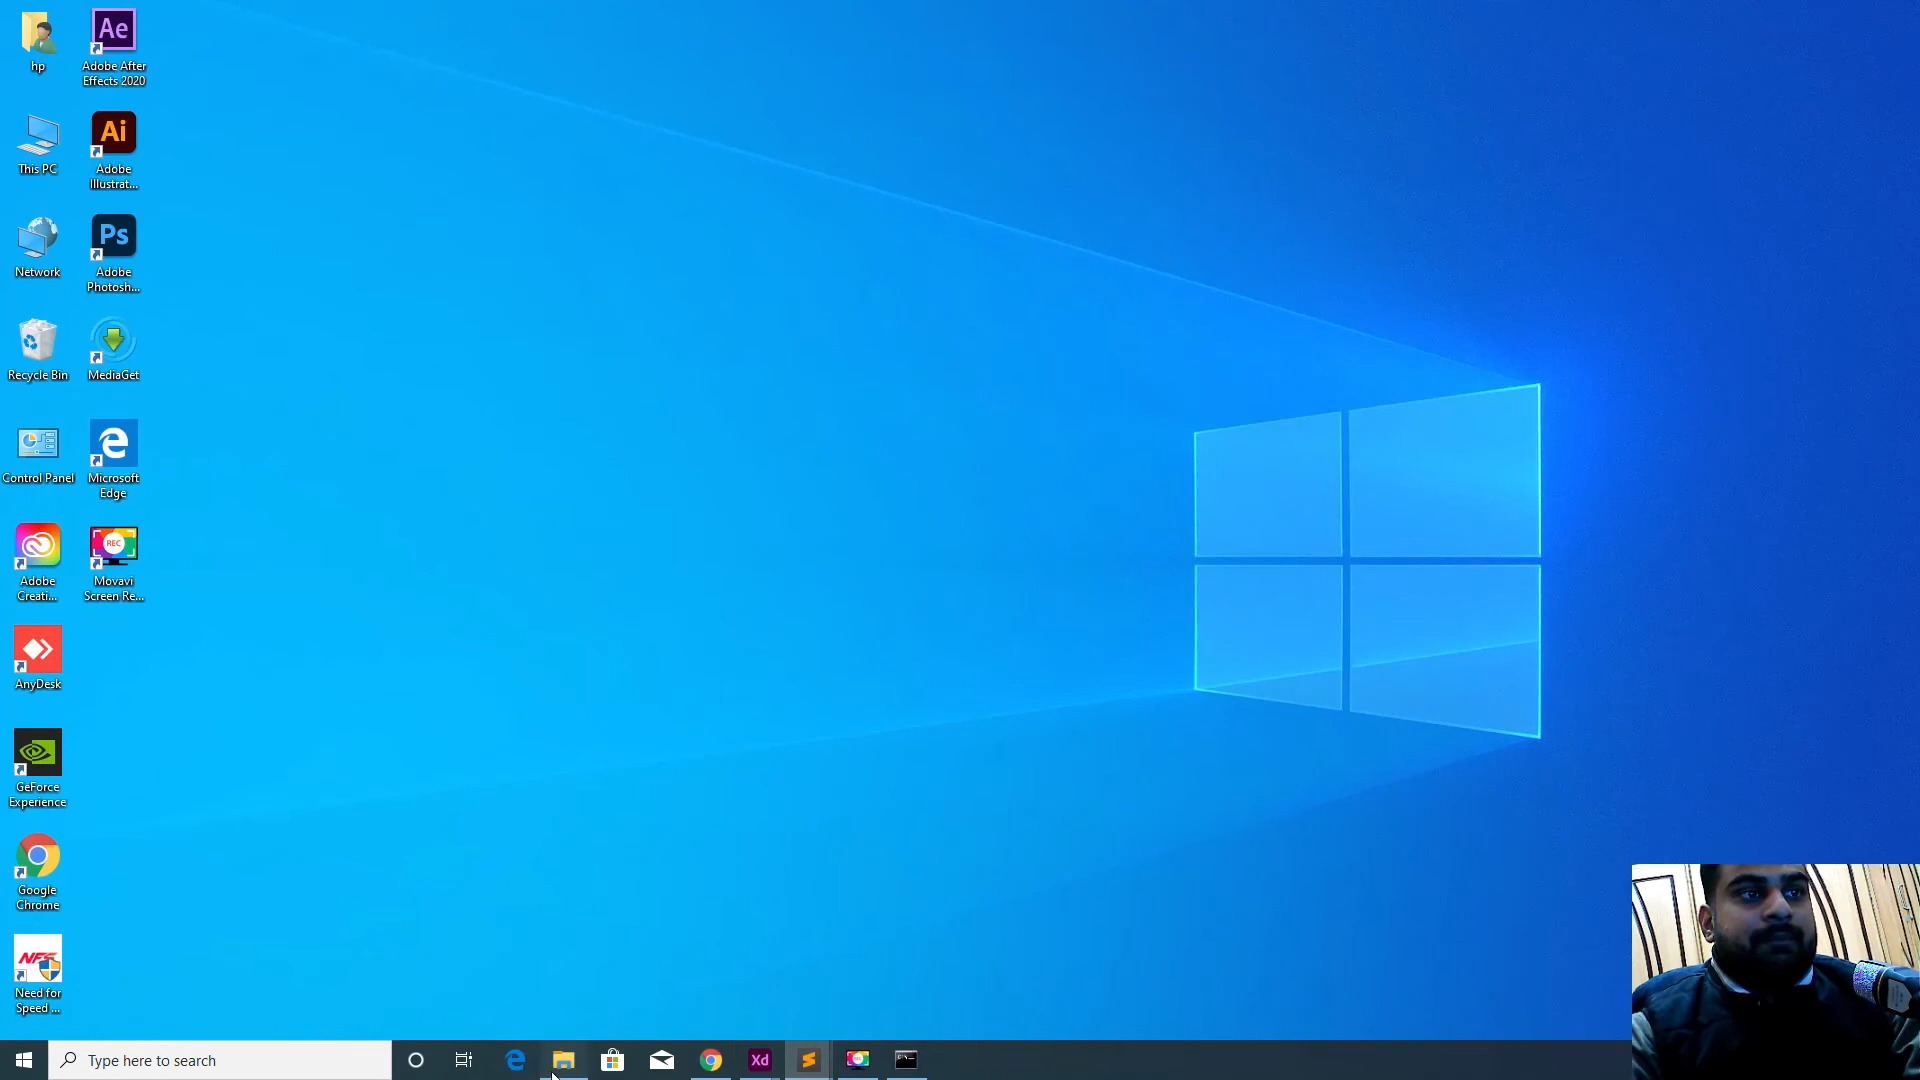 hp
Ae
Adobe After
Effects 2020
This PC
Ai
Adobe
Illustrat...
Network
Ps
Adobe
Photosh...
Recycle Bin
MediaGet
Control Panel
Microsoft
Edge
Adobe
Creati...
REC
Movavi
Screen Re...
AnyDesk
GeForce
Experience
Google
Chrome
NFS
Need for
Speed ...
Type here to search
Xd